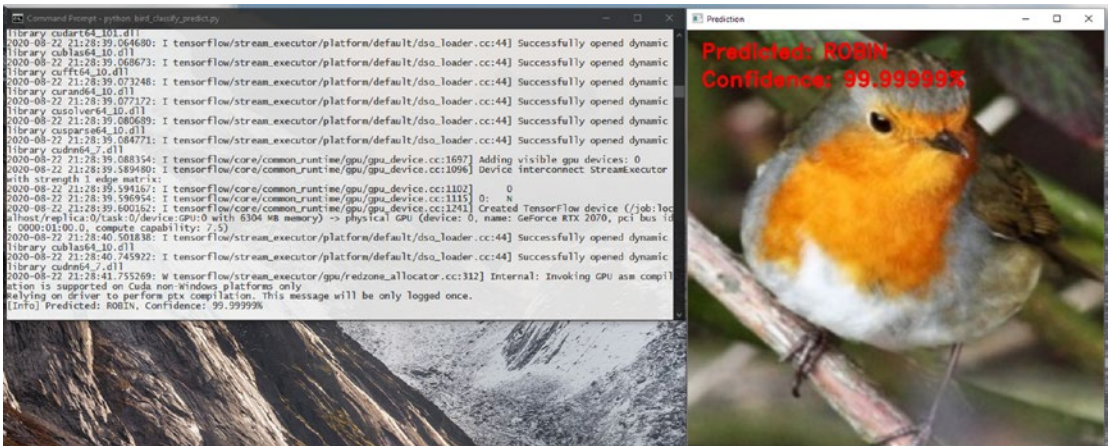 Command Prompt - python bird_classify_predict.py
library cudart64_101.dll
2020-08-22 21:28:39.064680: I tensorflow/stream_executor/platform/default/dso_loader.cc:44] Successfully opened dynamic
library cublas64_10.dll
2020-08-22 21:28:39.068673: I tensorflow/stream_executor/platform/default/dso_loader.cc:44] Successfully opened dynamic
library cufft64_10.dll
2020-08-22 21:28:39.073248: I tensorflow/stream_executor/platform/default/dso_loader.cc:44] Successfully opened dynamic
library curand64_10.dll
2020-08-22 21:28:39.077172: I tensorflow/stream_executor/platform/default/dso_loader.cc:44] Successfully opened dynamic
library cusolver64_10.dll
2020-08-22 21:28:39.080689: I tensorflow/stream_executor/platform/default/dso_loader.cc:44] Successfully opened dynamic
library cusparse64_10.dll
2020-08-22 21:28:39.084771: I tensorflow/stream_executor/platform/default/dso_loader.cc:44] Successfully opened dynamic
library cudnn64_7.dll
2020-08-22 21:28:39.088354: I tensorflow/core/common_runtime/gpu/gpu_device.cc:1697] Adding visible gpu devices: 0
2020-08-22 21:28:39.589480: I tensorflow/core/common_runtime/gpu/gpu_device.cc:1096] Device interconnect StreamExecutor
with strength 1 edge matrix:
2020-08-22 21:28:39.594167: I tensorflow/core/common_runtime/gpu/gpu_device.cc:1102]      0
2020-08-22 21:28:39.596954: I tensorflow/core/common_runtime/gpu/gpu_device.cc:1115] 0:   N
2020-08-22 21:28:39.600162: I tensorflow/core/common_runtime/gpu/gpu_device.cc:1241] Created TensorFlow device (/job:loc
alhost/replica:0/task:0/device:GPU:0 with 6304 MB memory) -> physical GPU (device: 0, name: GeForce RTX 2070, pci bus id
: 0000:01:00.0, compute capability: 7.5)
2020-08-22 21:28:40.501838: I tensorflow/stream_executor/platform/default/dso_loader.cc:44] Successfully opened dynamic
library cublas64_10.dll
2020-08-22 21:28:40.745922: I tensorflow/stream_executor/platform/default/dso_loader.cc:44] Successfully opened dynamic
library cudnn64_7.dll
2020-08-22 21:28:41.755269: W tensorflow/stream_executor/gpu/redzone_allocator.cc:312] Internal: Invoking GPU asm compil
ation is supported on Cuda non-Windows platforms only
Relying on driver to perform ptx compilation. This message will be only logged once.
[Info] Predicted: ROBIN, Confidence: 99.99999%
Prediction
Predicted: ROBIN
Confidence: 99.99999%